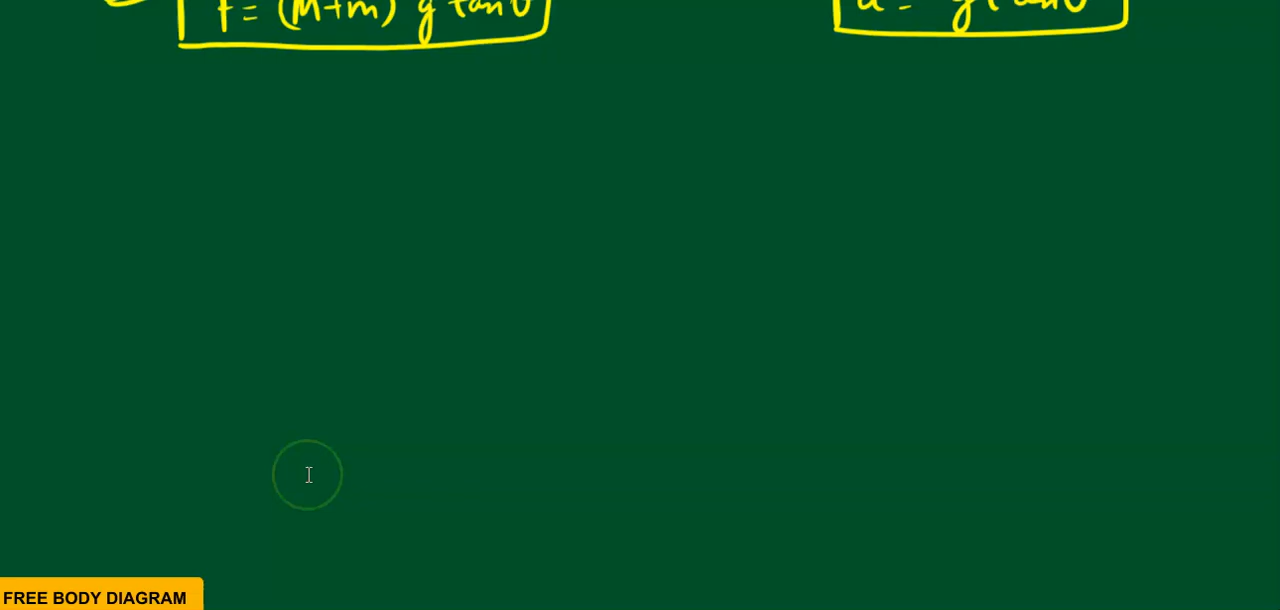 F = (M+m) g tanθ
a = g tanθ
FREE BODY DIAGRAM